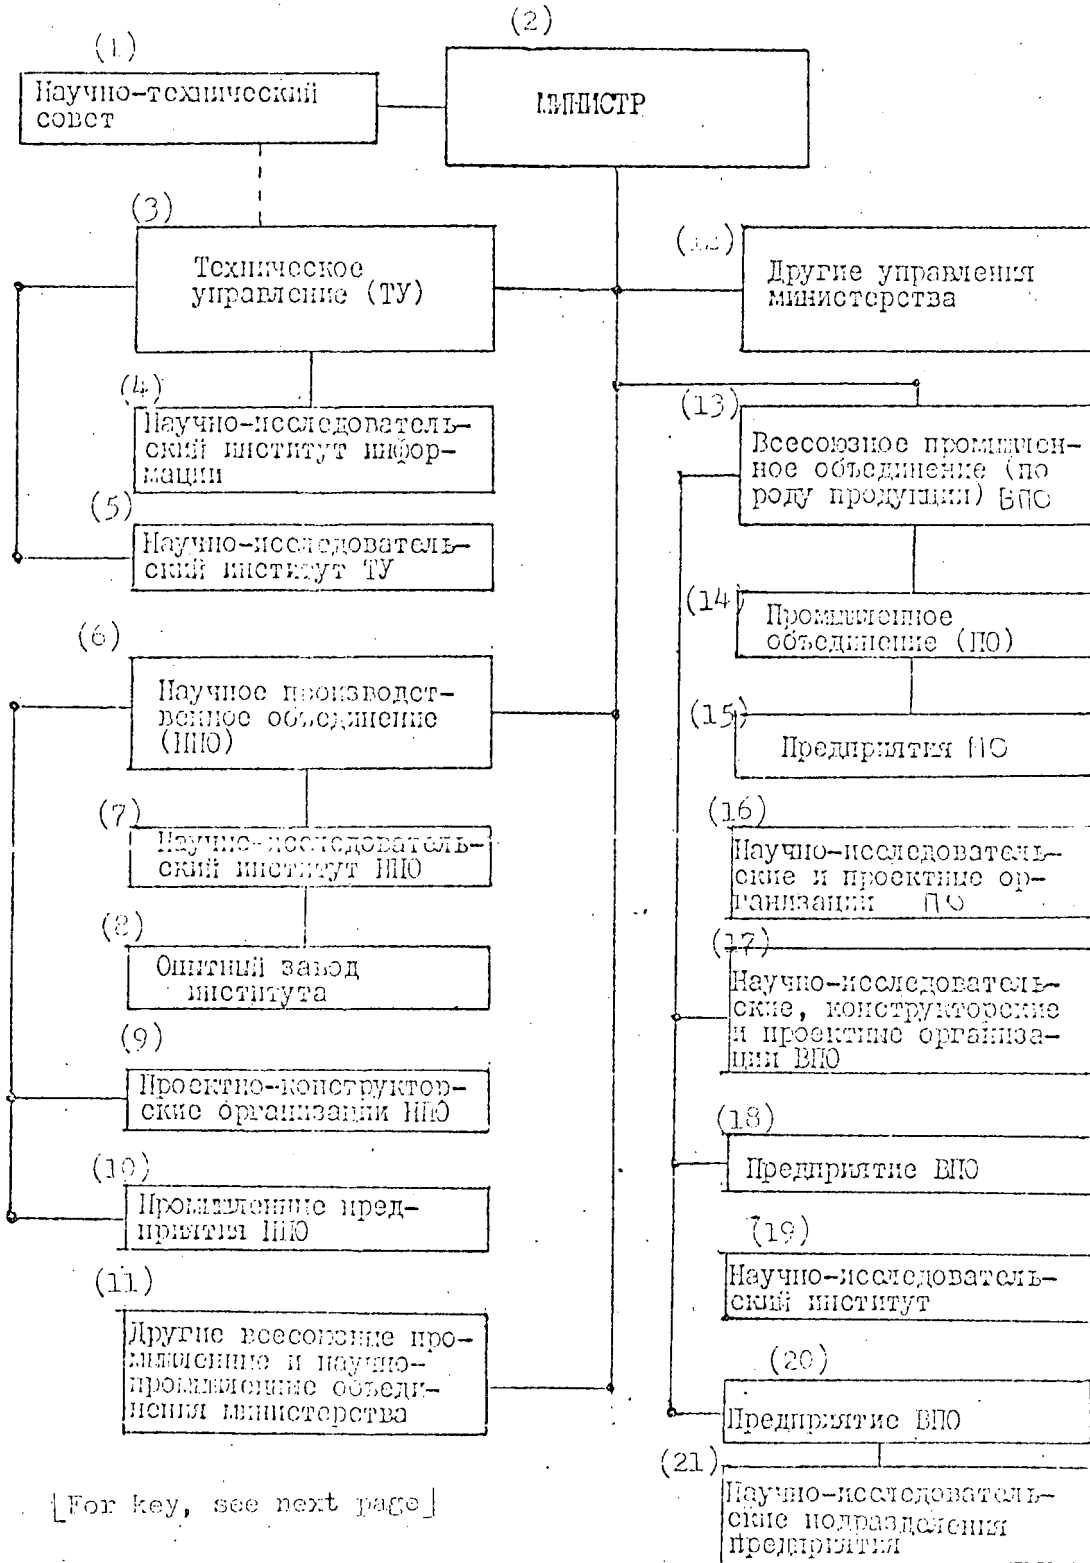 (1)
Научно-технический
совет
(2)
МИНИСТР
(3)
Техническое
управление (ТУ)
(4)
Научно-исследователь-
ский институт инфор-
мации
(5)
Научно-исследователь-
ский институт ТУ
(6)
Научное производст-
венное объединение
(НПО)
(7)
Научно-исследователь-
ский институт НПО
(8)
Опытный завод
института
(9)
Проектно-конструктор-
ские организации НПО
(10)
Промышленные пред-
приятия НПО
(11)
Другие всесоюзные про-
мышленные и научно-
промышленные объеди-
нения министерства
(12)
Другие управления
министерства
(13)
Всесоюзное промышлен-
ное объединение (по
роду продукции) ВПО
(14)
Промышленное
объединение (ПО)
(15)
Предприятия ПО
(16)
Научно-исследователь-
ские и проектные ор-
ганизации ПО
(17)
Научно-исследователь-
ские, конструкторские
и проектные организа-
ции ВПО
(18)
Предприятие ВПО
(19)
Научно-исследователь-
ский институт
(20)
Предприятие ВПО
(21)
Научно-исследователь-
ские подразделения
предприятия
[For key, see next page]